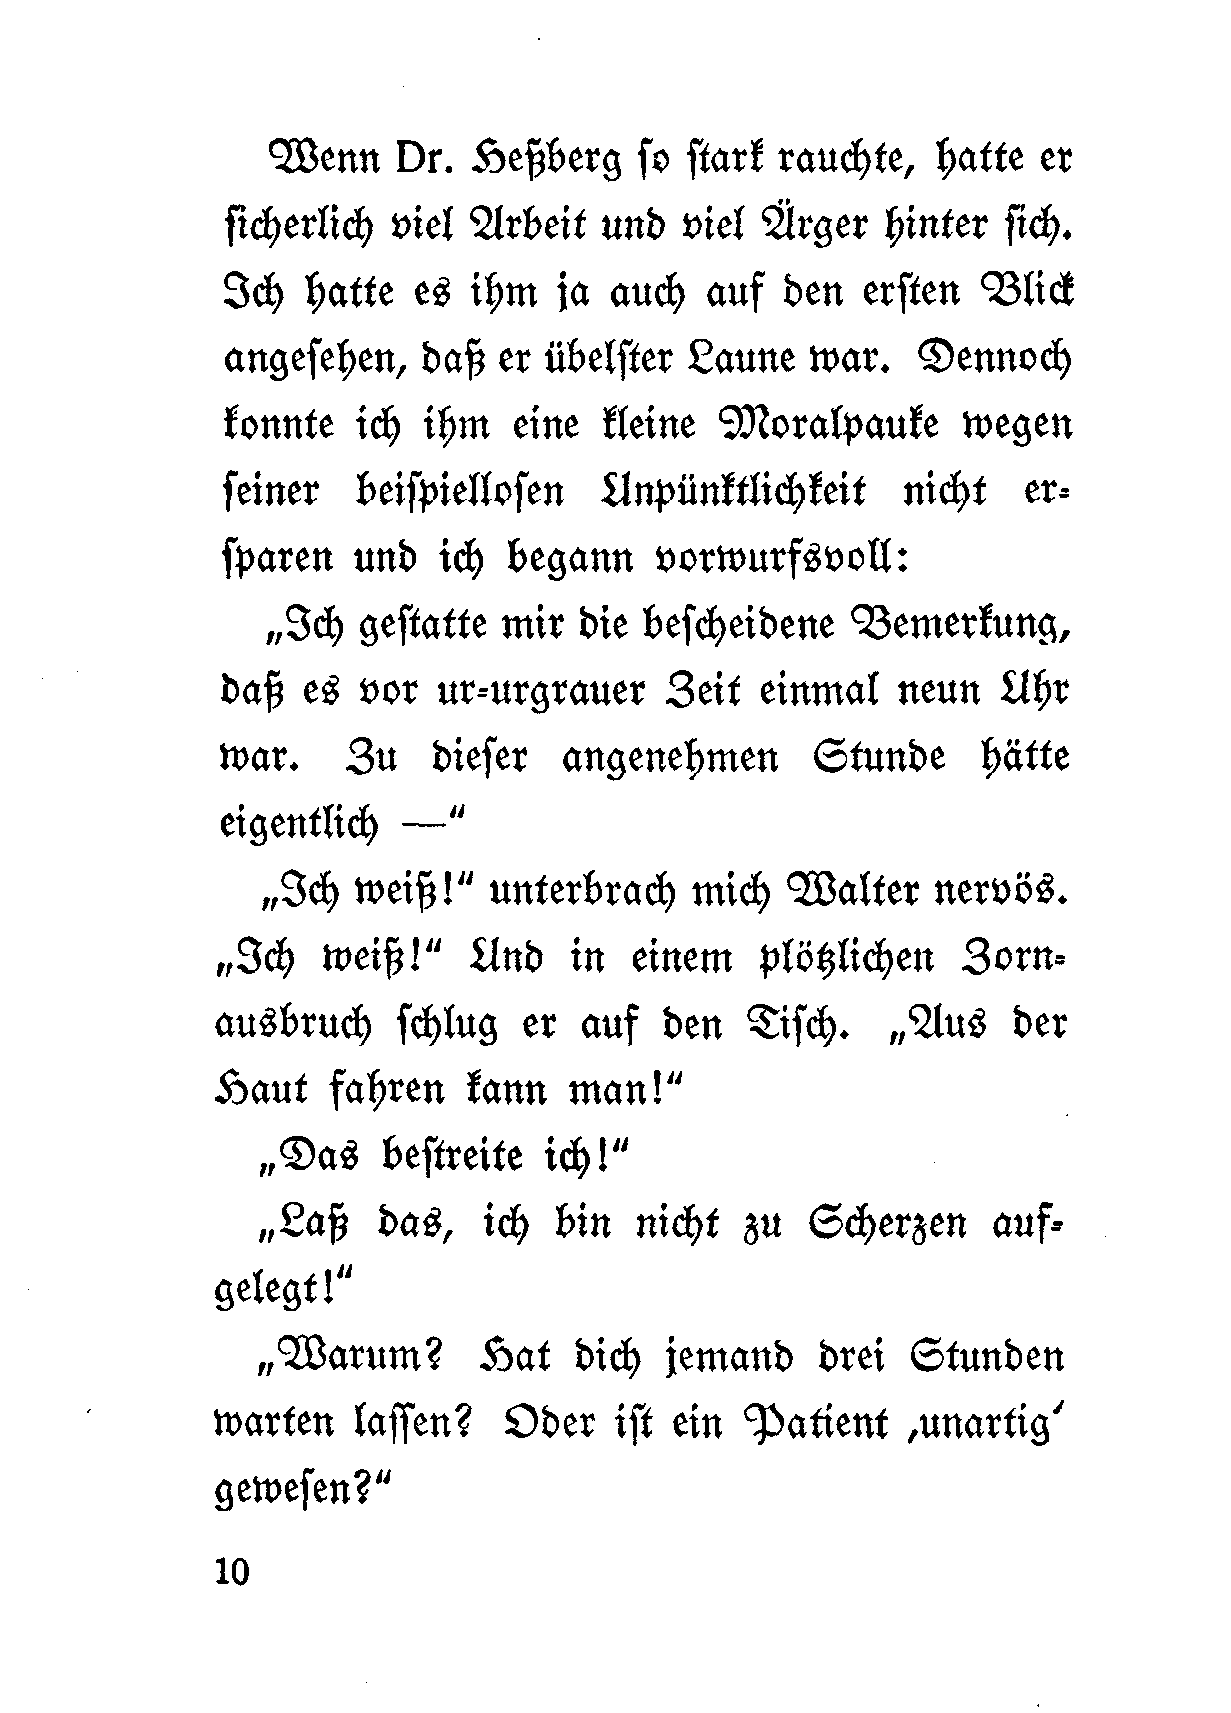 Wenn Dr. Heßberg so stark rauchte, hatte er
sicherlich viel Arbeit und viel Ärger hinter sich.
Ich hatte es ihm ja auch auf den ersten Blick
angesehen, daß er übelster Laune war. Dennoch
konnte ich ihm eine kleine Moralpauke wegen
seiner beispiellosen Unpünktlichkeit nicht er-
sparen und ich begann vorwurfsvoll:
„Ich gestatte mir die bescheidene Bemerkung,
daß es vor ur-urgrauer Zeit einmal neun Uhr
war. Zu dieser angenehmen Stunde hätte
eigentlich —“
„Ich weiß!“ unterbrach mich Walter nervös.
„Ich weiß!“ Und in einem plötzlichen Zorn-
ausbruch schlug er auf den Tisch. „Aus der
Haut fahren kann man!“
„Das bestreite ich!“
„Laß das, ich bin nicht zu Scherzen auf-
gelegt!“
„Warum? Hat dich jemand drei Stunden
warten lassen? Oder ist ein Patient ‚unartig‘
gewesen?“
10